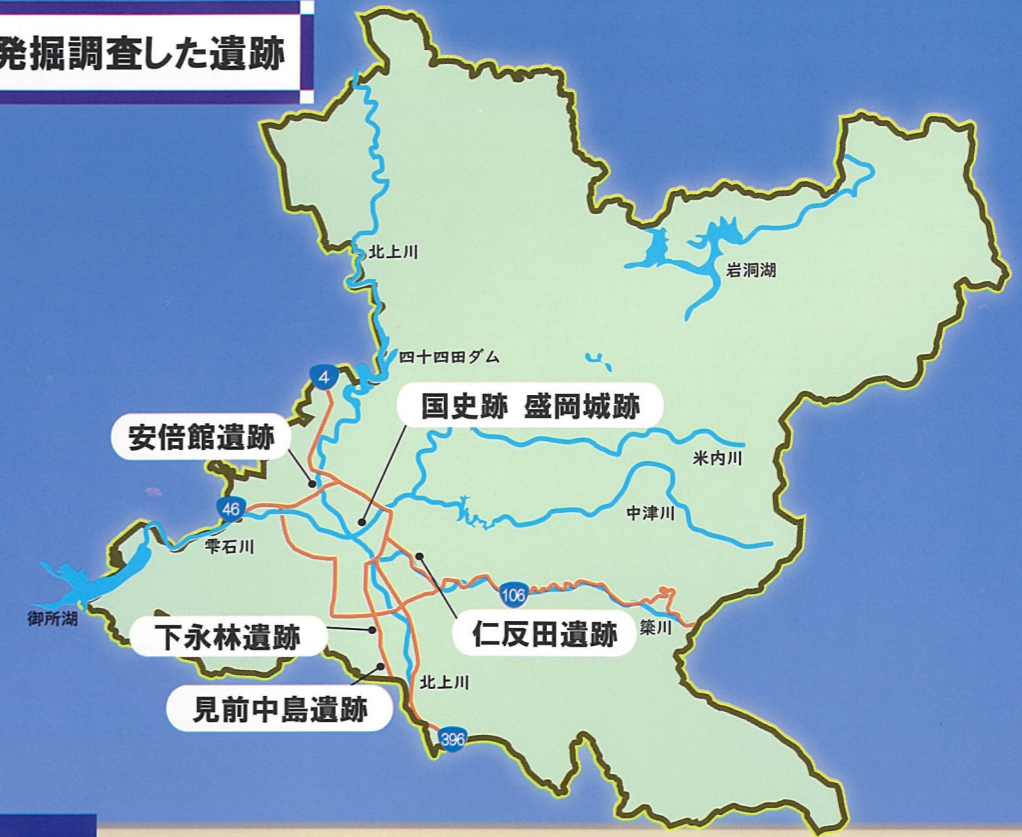 発掘調査した遺跡
北上川
岩洞湖
四十四田ダム
4
国史跡 盛岡城跡
安倍館遺跡
米内川
46
中津川
雫石川
106
御所湖
下永林遺跡
仁反田遺跡
簗川
北上川
見前中島遺跡
396